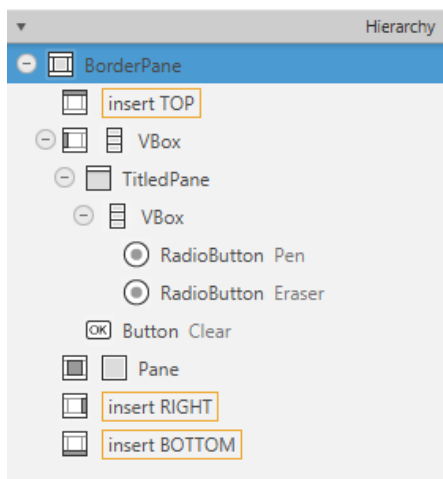 Hierarchy
BorderPane
insert TOP
VBox
TitledPane
VBox
RadioButton Pen
RadioButton Eraser
OK Button Clear
Pane
insert RIGHT
insert BOTTOM